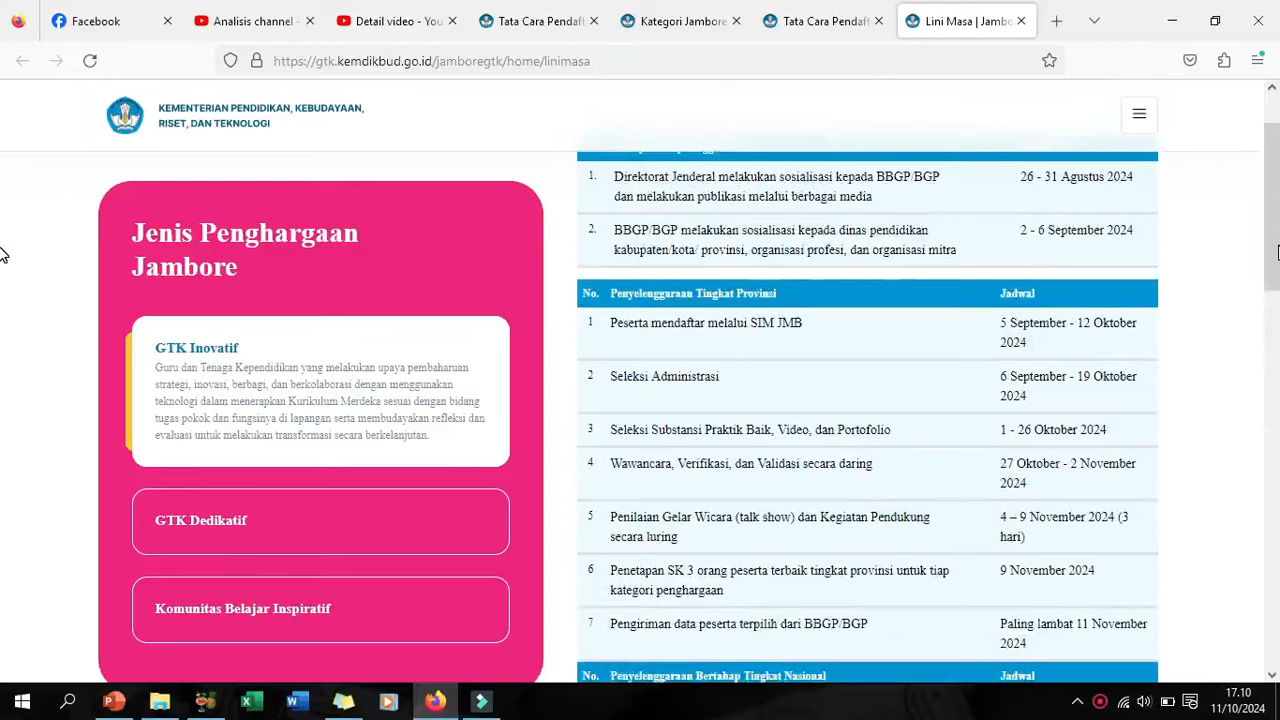 Facebook
Analisis channel -
Detail video - You
Tata Cara Pendaft
Kategori Jambore
Tata Cara Pendaft
Lini Masa | Jambo
https://gtk.kemdikbud.go.id/jamboregtk/home/linimasa
KEMENTERIAN PENDIDIKAN, KEBUDAYAAN,
RISET, DAN TEKNOLOGI
Jenis Penghargaan
Jambore
GTK Inovatif
Guru dan Tenaga Kependidikan yang melakukan upaya pembaharuan
strategi, inovasi, berbagi, dan berkolaborasi dengan menggunakan
teknologi dalam menerapkan Kurikulum Merdeka sesuai dengan bidang
tugas pokok dan fungsinya di lapangan serta membudayakan refleksi dan
evaluasi untuk melakukan transformasi secara berkelanjutan.
GTK Dedikatif
Komunitas Belajar Inspiratif
1. Direktorat Jenderal melakukan sosialisasi kepada BBGP/BGP 26 - 31 Agustus 2024
dan melakukan publikasi melalui berbagai media
2. BBGP/BGP melakukan sosialisasi kepada dinas pendidikan 2 - 6 September 2024
kabupaten/kota/ provinsi, organisasi profesi, dan organisasi mitra
No. Penyelenggaraan Tingkat Provinsi Jadwal
1 Peserta mendaftar melalui SIM JMB 5 September - 12 Oktober
2024
2 Seleksi Administrasi 6 September - 19 Oktober
2024
3 Seleksi Substansi Praktik Baik, Video, dan Portofolio 1 - 26 Oktober 2024
4 Wawancara, Verifikasi, dan Validasi secara daring 27 Oktober - 2 November
2024
5 Penilaian Gelar Wicara (talk show) dan Kegiatan Pendukung 4 – 9 November 2024 (3
secara luring hari)
6 Penetapan SK 3 orang peserta terbaik tingkat provinsi untuk tiap 9 November 2024
kategori penghargaan
7 Pengiriman data peserta terpilih dari BBGP/BGP Paling lambat 11 November
2024
No. Penyelenggaraan Bertahap Tingkat Nasional Jadwal
17.10
11/10/2024